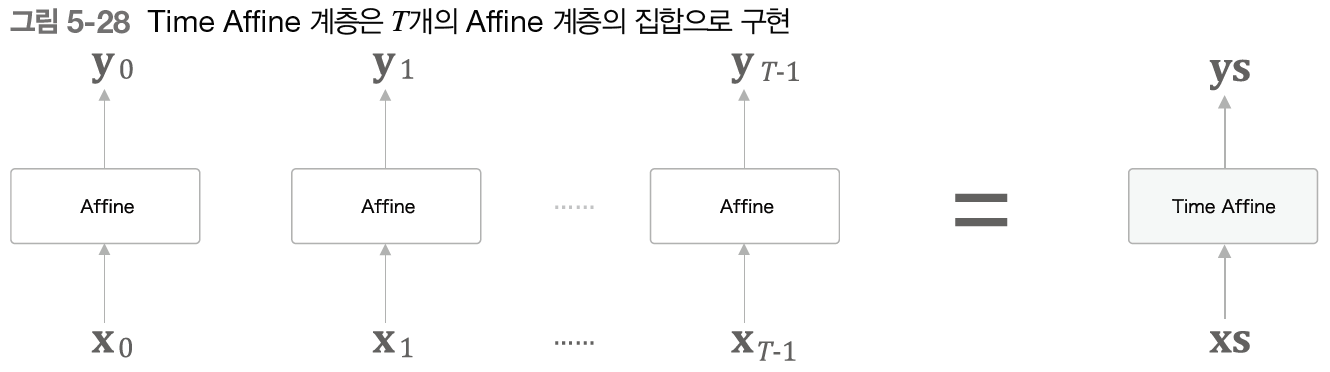 그림 5-28 Time Affine 계층은 T개의 Affine 계층의 집합으로 구현
y0 y1 yT-1 ys
Affine Affine ...... Affine = Time Affine
x0 x1 ...... xT-1 xs